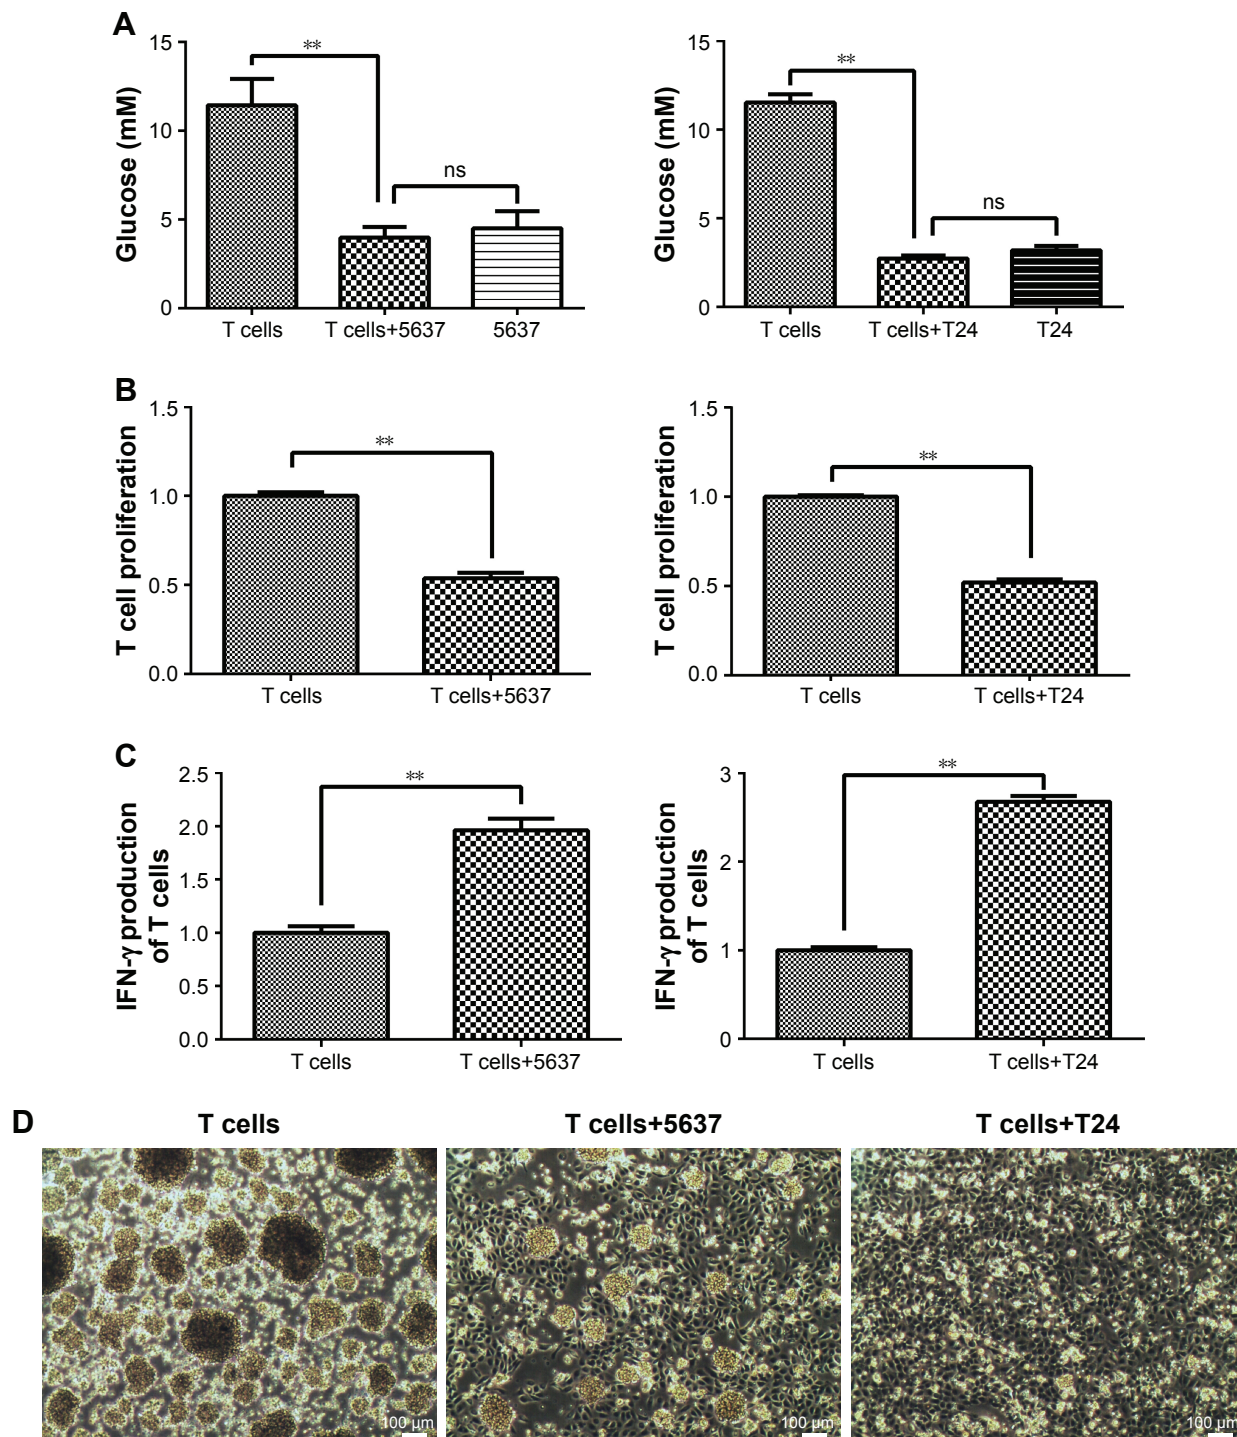 A
15
10
5
0
Glucose (mM)
**
ns
T cells
T cells+5637
5637
15
10
5
0
Glucose (mM)
**
ns
T cells
T cells+T24
T24
B
1.5
1.0
0.5
0.0
T cell proliferation
**
T cells
T cells+5637
1.5
1.0
0.5
0.0
T cell proliferation
**
T cells
T cells+T24
C
2.5
2.0
1.5
1.0
0.5
0.0
IFN-γ production
of T cells
**
T cells
T cells+5637
3
2
1
0
IFN-γ production
of T cells
**
T cells
T cells+T24
D
T cells
T cells+5637
T cells+T24
100 µm
100 µm
100 µm